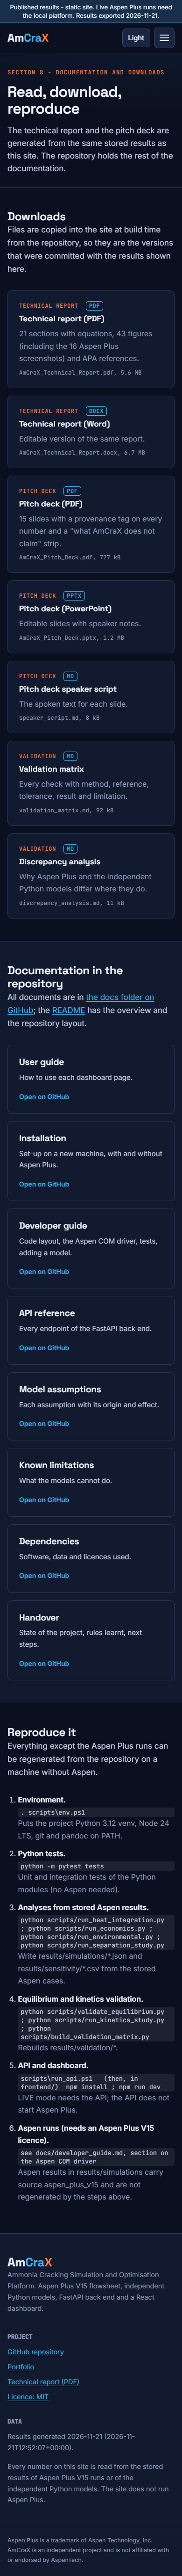 Published results - static site. Live Aspen Plus runs need
the local platform. Results exported 2026-11-21.
AmCraX
Light
SECTION 8 - DOCUMENTATION AND DOWNLOADS
Read, download,
reproduce
The technical report and the pitch deck are
generated from the same stored results as
this site. The repository holds the rest of the
documentation.
Downloads
Files are copied into the site at build time
from the repository, so they are the versions
that were committed with the results shown
here.
TECHNICAL REPORT PDF
Technical report (PDF)
21 sections with equations, 43 figures
(including the 16 Aspen Plus
screenshots) and APA references.
AmCraX_Technical_Report.pdf, 5.6 MB
TECHNICAL REPORT DOCX
Technical report (Word)
Editable version of the same report.
AmCraX_Technical_Report.docx, 6.7 MB
PITCH DECK PDF
Pitch deck (PDF)
15 slides with a provenance tag on every
number and a "what AmCraX does not
claim" strip.
AmCraX_Pitch_Deck.pdf, 727 kB
PITCH DECK PPTX
Pitch deck (PowerPoint)
Editable slides with speaker notes.
AmCraX_Pitch_Deck.pptx, 1.2 MB
PITCH DECK MD
Pitch deck speaker script
The spoken text for each slide.
speaker_script.md, 8 kB
VALIDATION MD
Validation matrix
Every check with method, reference,
tolerance, result and limitation.
validation_matrix.md, 92 kB
VALIDATION MD
Discrepancy analysis
Why Aspen Plus and the independent
Python models differ where they do.
discrepancy_analysis.md, 11 kB
Documentation in the
repository
All documents are in the docs folder on
GitHub; the README has the overview and
the repository layout.
User guide
How to use each dashboard page.
Open on GitHub
Installation
Set-up on a new machine, with and without
Aspen Plus.
Open on GitHub
Developer guide
Code layout, the Aspen COM driver, tests,
adding a model.
Open on GitHub
API reference
Every endpoint of the FastAPI back end.
Open on GitHub
Model assumptions
Each assumption with its origin and effect.
Open on GitHub
Known limitations
What the models cannot do.
Open on GitHub
Dependencies
Software, data and licences used.
Open on GitHub
Handover
State of the project, rules learnt, next
steps.
Open on GitHub
Reproduce it
Everything except the Aspen Plus runs can
be regenerated from the repository on a
machine without Aspen.
1. Environment.
. scripts\env.ps1
Puts the project Python 3.12 venv, Node 24
LTS, git and pandoc on PATH.
2. Python tests.
python -m pytest tests
Unit and integration tests of the Python
modules (no Aspen needed).
3. Analyses from stored Aspen results.
python scripts/run_heat_integration.py
; python scripts/run_economics.py ;
python scripts/run_environmental.py ;
python scripts/run_separation_study.py
Write results/simulations/*.json and
results/sensitivity/*.csv from the stored
Aspen cases.
4. Equilibrium and kinetics validation.
python scripts/validate_equilibrium.py
; python scripts/run_kinetics_study.py
; python
scripts/build_validation_matrix.py
Rebuilds results/validation/*.
5. API and dashboard.
scripts\run_api.ps1 (then, in
frontend/) npm install ; npm run dev
LIVE mode needs the API; the API does not
start Aspen Plus.
6. Aspen runs (needs an Aspen Plus V15
licence).
see docs/developer_guide.md, section on
the Aspen COM driver
Aspen results in results/simulations carry
source aspen_plus_v15 and are not
regenerated by the steps above.
AmCraX
Ammonia Cracking Simulation and Optimisation
Platform. Aspen Plus V15 flowsheet, independent
Python models, FastAPI back end and a React
dashboard.
PROJECT
GitHub repository
Portfolio
Technical report (PDF)
Licence: MIT
DATA
Results generated 2026-11-21 (2026-11-
21T12:52:07+00:00).
Every number on this site is read from the stored
results of Aspen Plus V15 runs or of the
independent Python models. The site does not run
Aspen Plus.
Aspen Plus is a trademark of Aspen Technology, Inc.
AmCraX is an independent project and is not affiliated with
or endorsed by AspenTech.